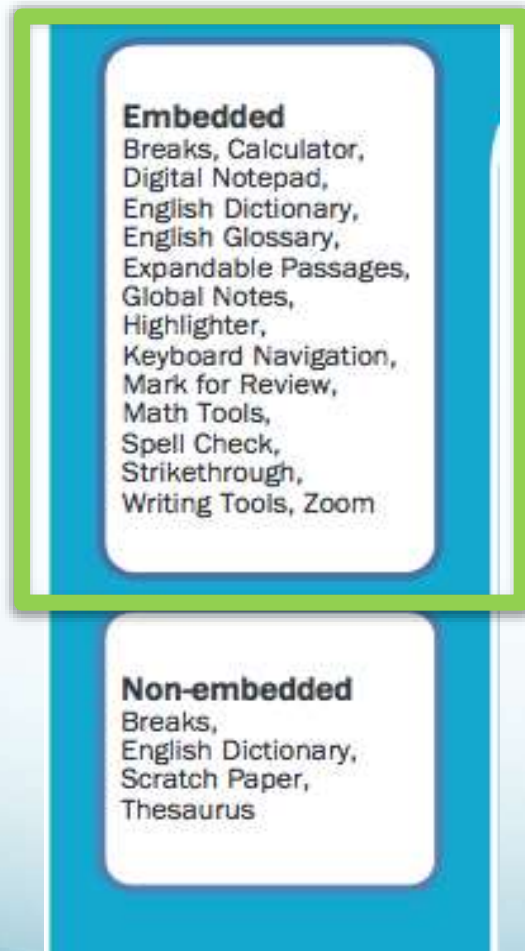 Embedded
Breaks, Calculator,
Digital Notepad,
English Dictionary,
English Glossary,
Expandable Passages,
Global Notes,
Highlighter,
Keyboard Navigation,
Mark for Review,
Math Tools,
Spell Check,
Strikethrough,
Writing Tools, Zoom
Non-embedded
Breaks,
English Dictionary,
Scratch Paper,
Thesaurus